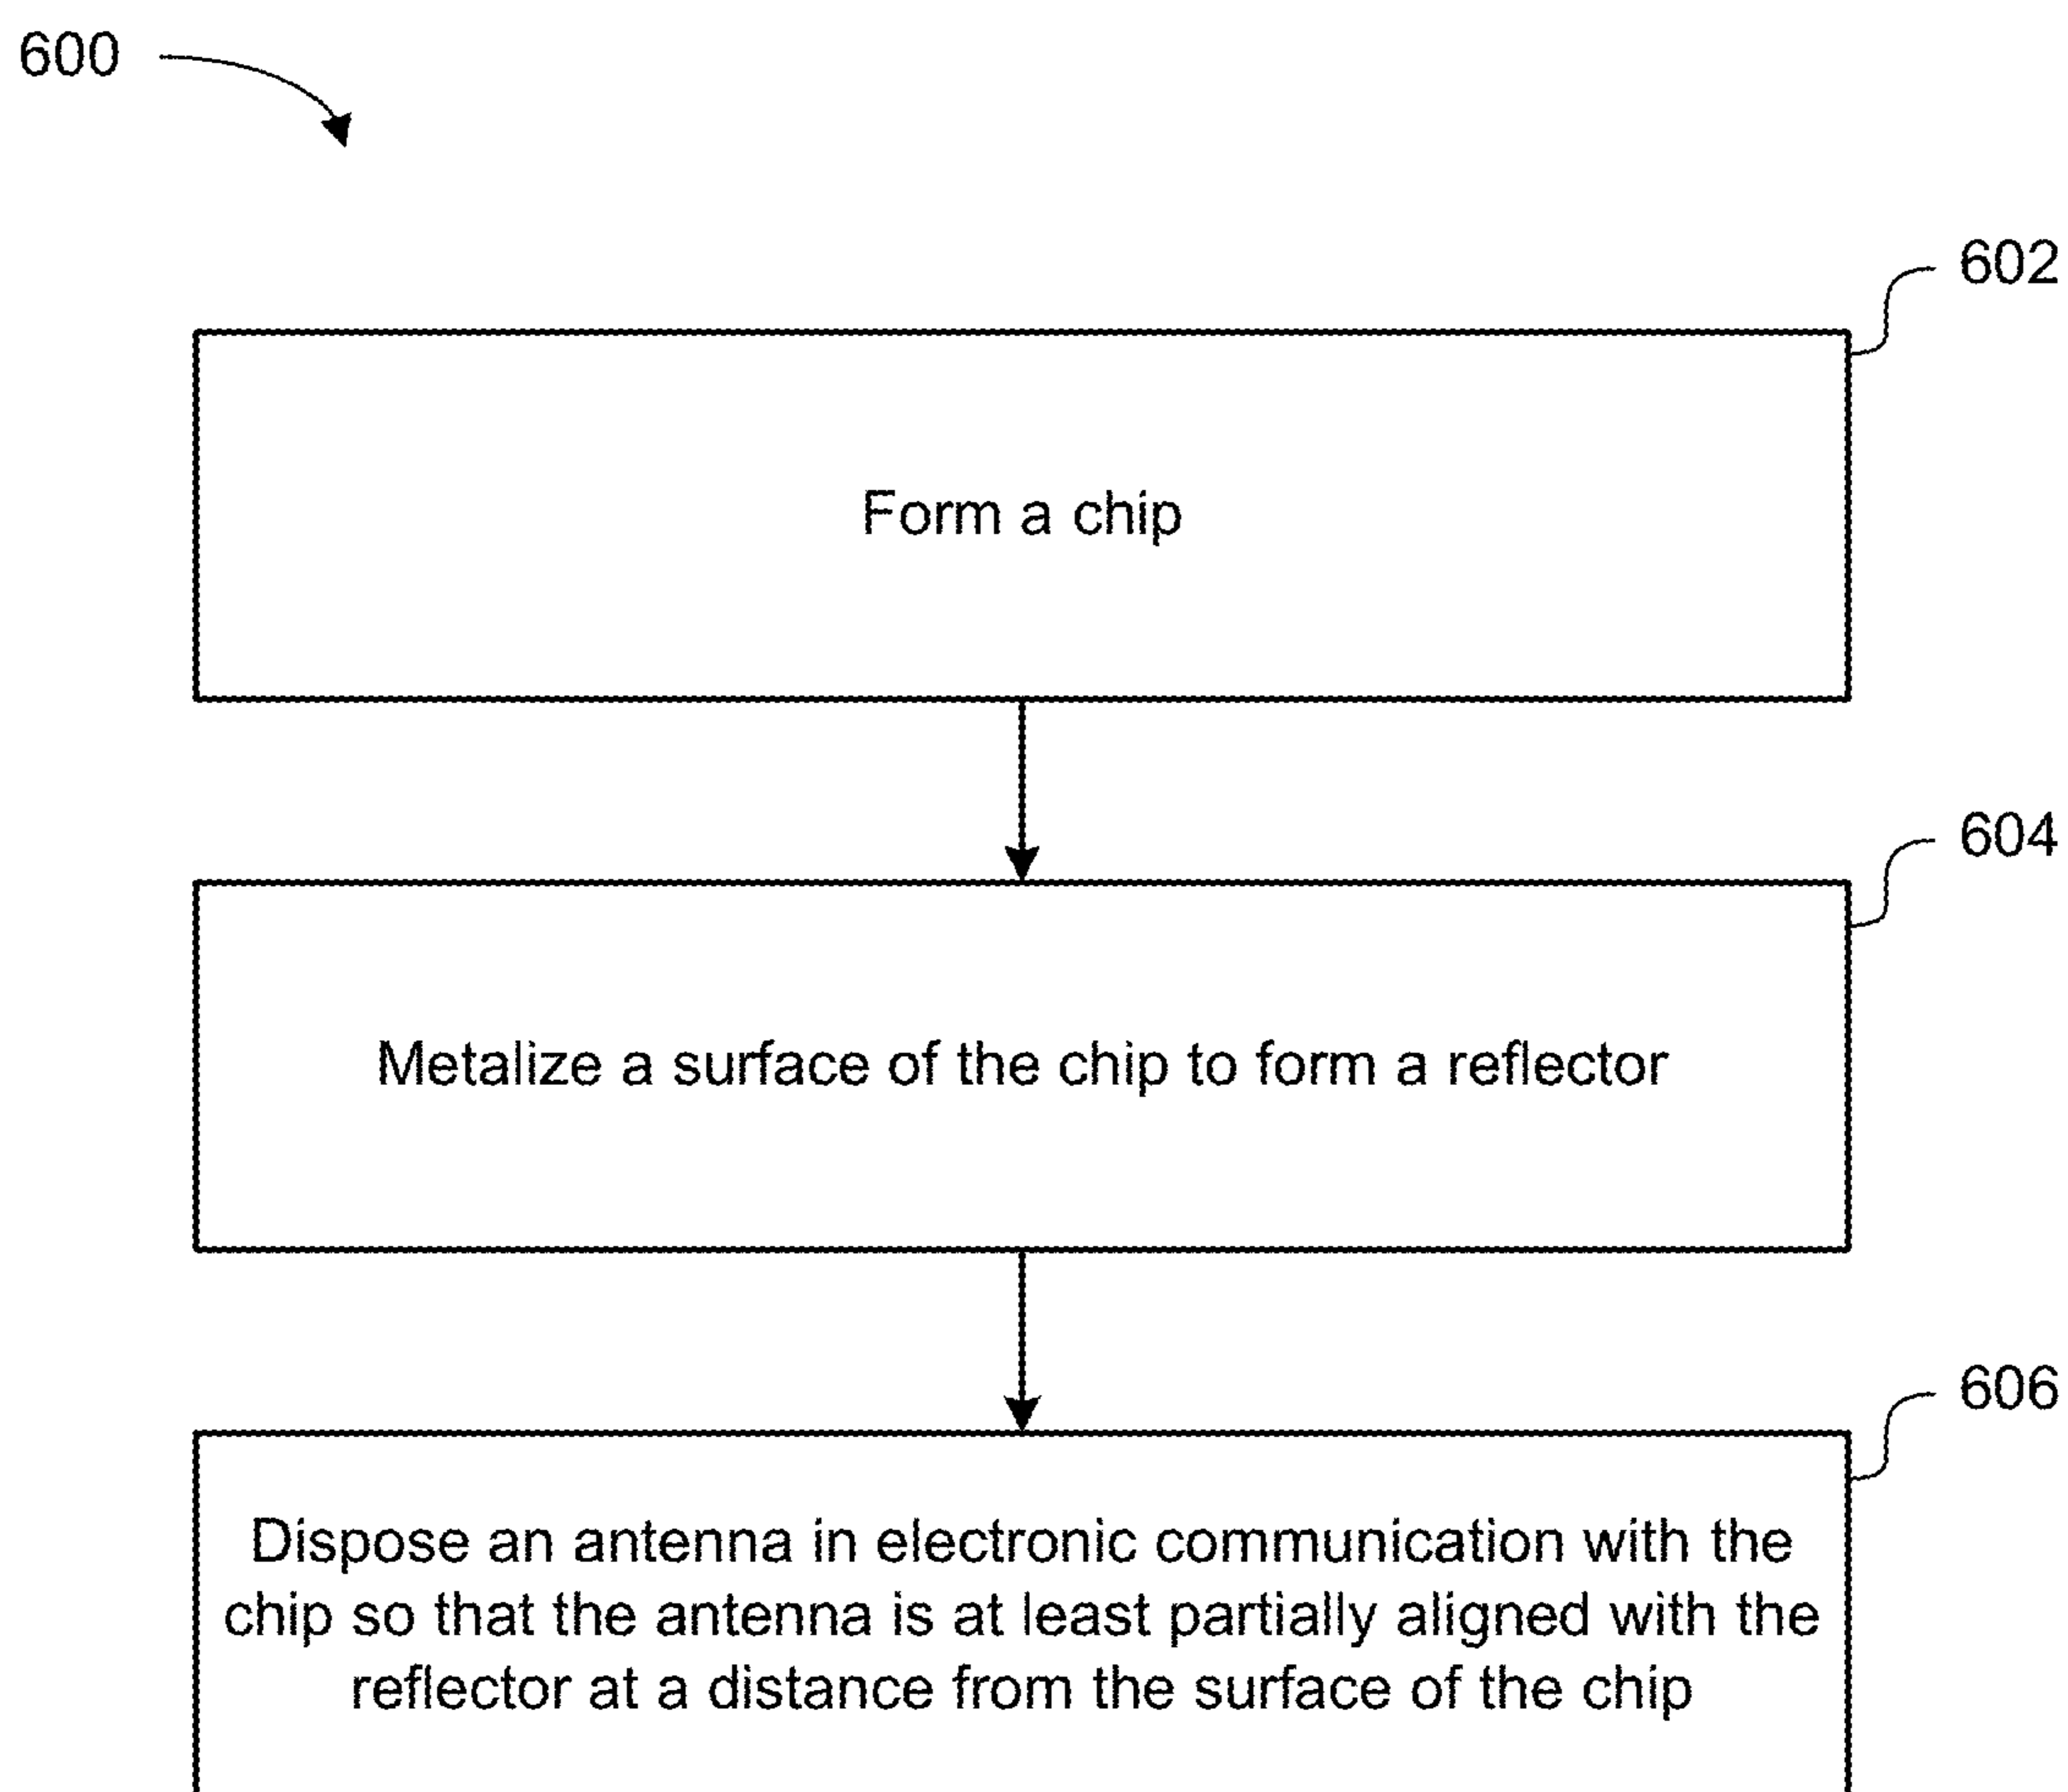 600
602
Form a chip
604
Metalize a surface of the chip to form a reflector
606
Dispose an antenna in electronic communication with the
chip so that the antenna is at least partially aligned with the
reflector at a distance from the surface of the chip